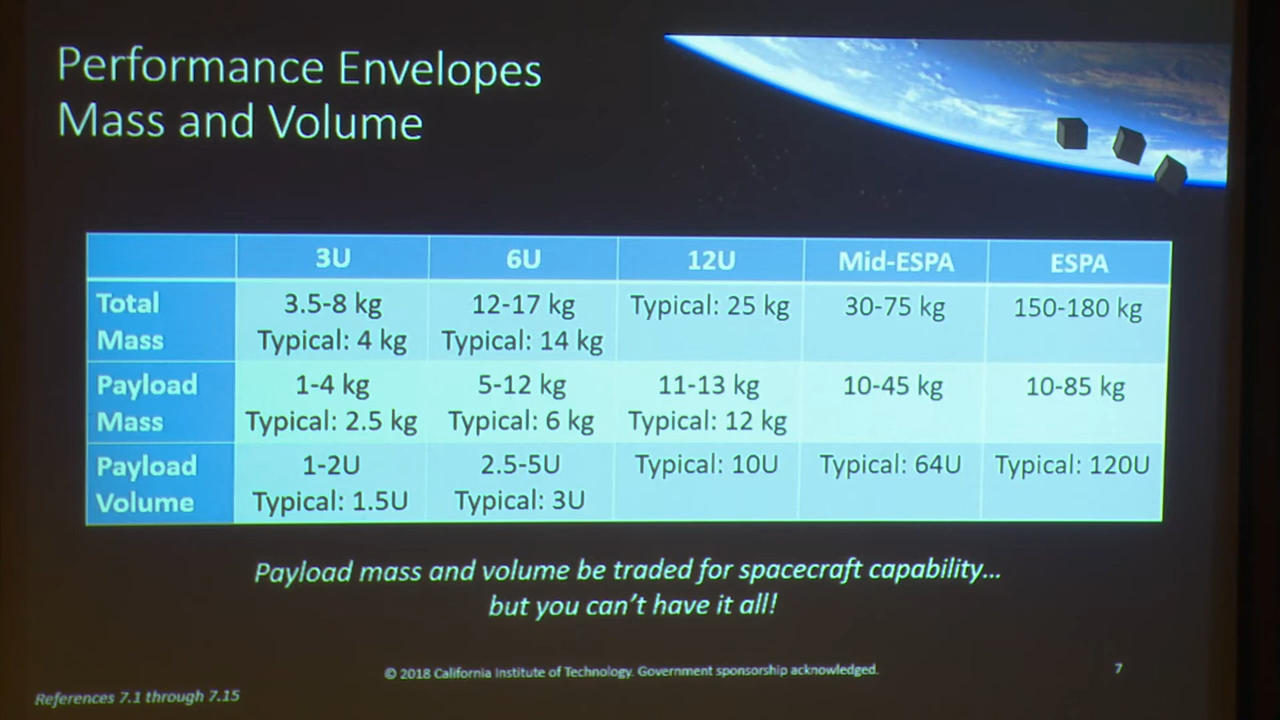 Performance Envelopes
Mass and Volume
3U 6U 12U Mid-ESPA ESPA
Total Mass 3.5-8 kg Typical: 4 kg 12-17 kg Typical: 14 kg Typical: 25 kg 30-75 kg 150-180 kg
Payload Mass 1-4 kg Typical: 2.5 kg 5-12 kg Typical: 6 kg 11-13 kg Typical: 12 kg 10-45 kg 10-85 kg
Payload Volume 1-2U Typical: 1.5U 2.5-5U Typical: 3U Typical: 10U Typical: 64U Typical: 120U
Payload mass and volume be traded for spacecraft capability...
but you can't have it all!
© 2018 California Institute of Technology. Government sponsorship acknowledged.
7
References 7.1 through 7.15